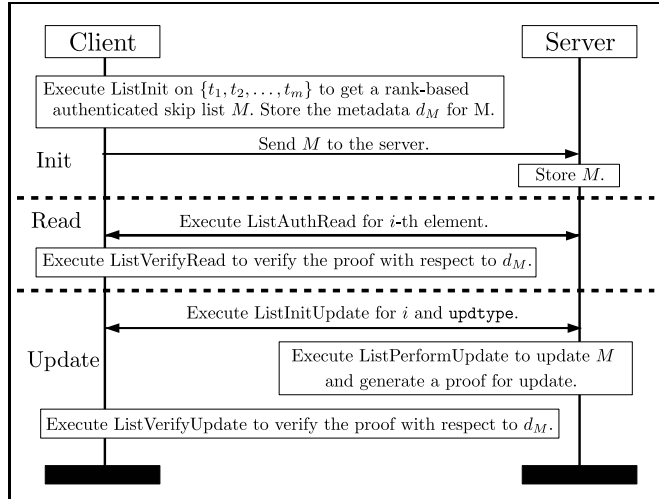 Client
Server
Execute ListInit on {t₁, t₂, . . . , tₘ} to get a rank-based
authenticated skip list M. Store the metadata d_M for M.
Send M to the server.
Init
Store M.
Read
Execute ListAuthRead for i-th element.
Execute ListVerifyRead to verify the proof with respect to d_M.
Execute ListInitUpdate for i and updtype.
Update
Execute ListPerformUpdate to update M
and generate a proof for update.
Execute ListVerifyUpdate to verify the proof with respect to d_M.